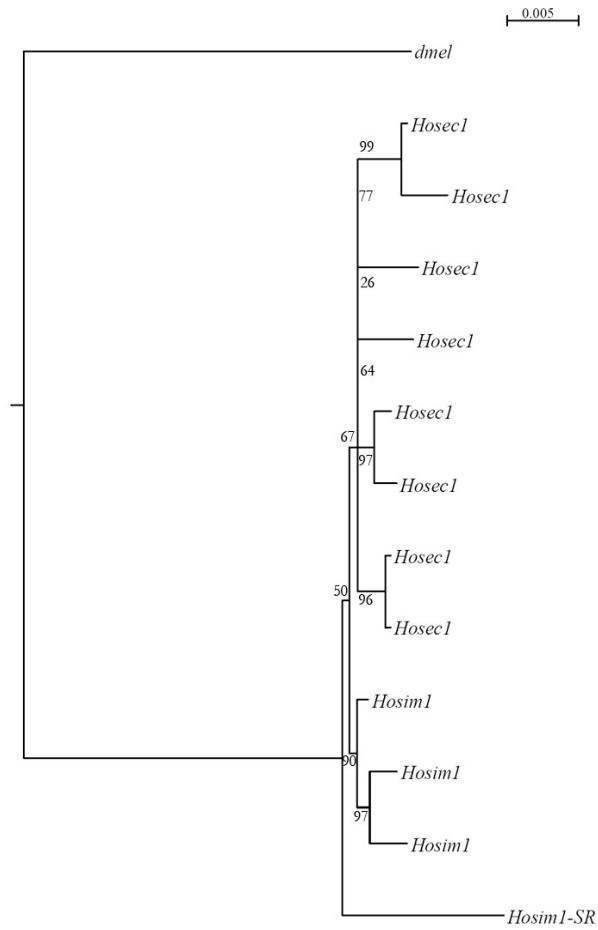 0.005
dmel
Hosec1
99
77
Hosec1
Hosec1
26
Hosec1
64
Hosec1
67
97
Hosec1
Hosec1
50
96
Hosec1
Hosim1
90
Hosim1
97
Hosim1
Hosim1-SR